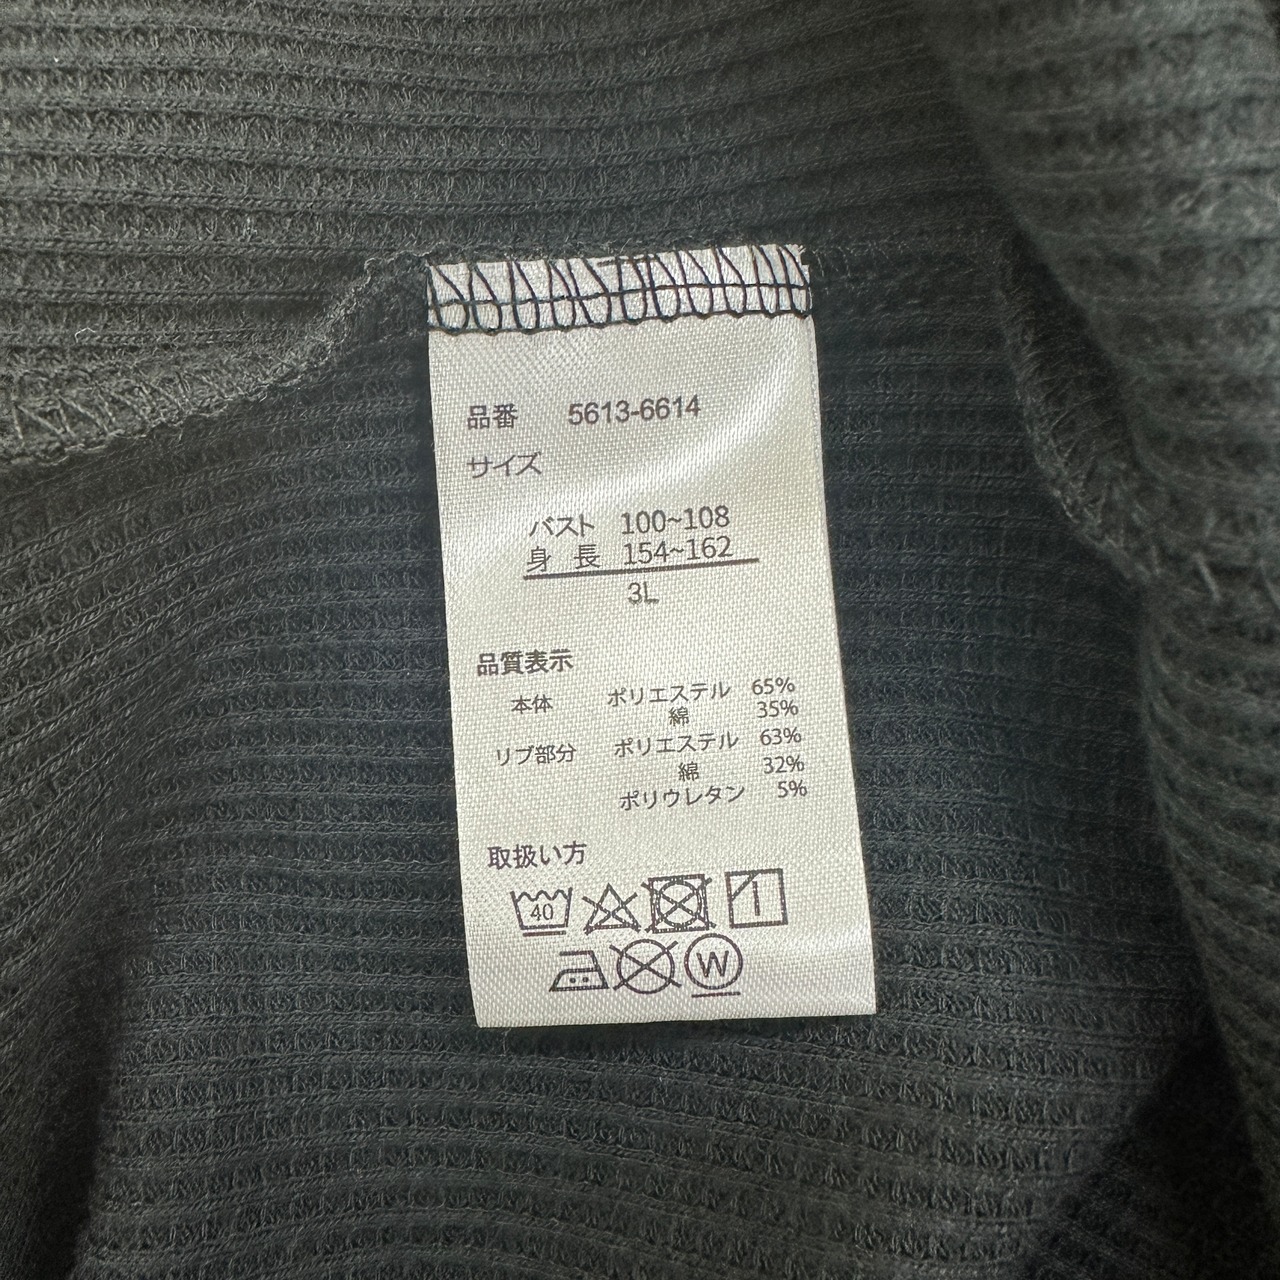 品番 5613-6614
サイズ
バスト 100~108
身長 154~162
3L
品質表示
本体 ポリエステル 65%
綿 35%
リブ部分 ポリエステル 63%
綿 32%
ポリウレタン 5%
取扱い方
40
W